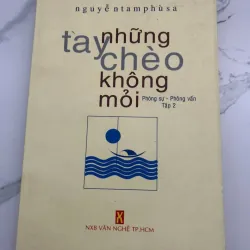 nguyễntamphùsa
những
tay chèo
không
mỏi
Phóng sự - Phỏng vấn
Tập 2
NXB VĂN NGHỆ TP.HCM